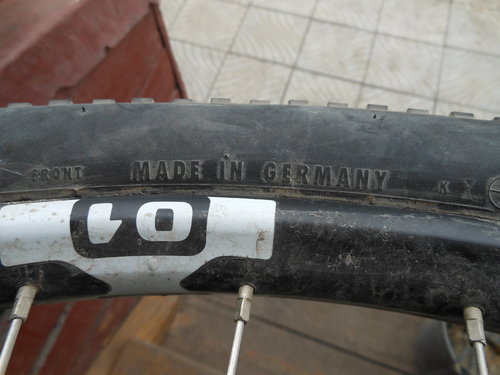 FRONT MADE IN GERMANY K X